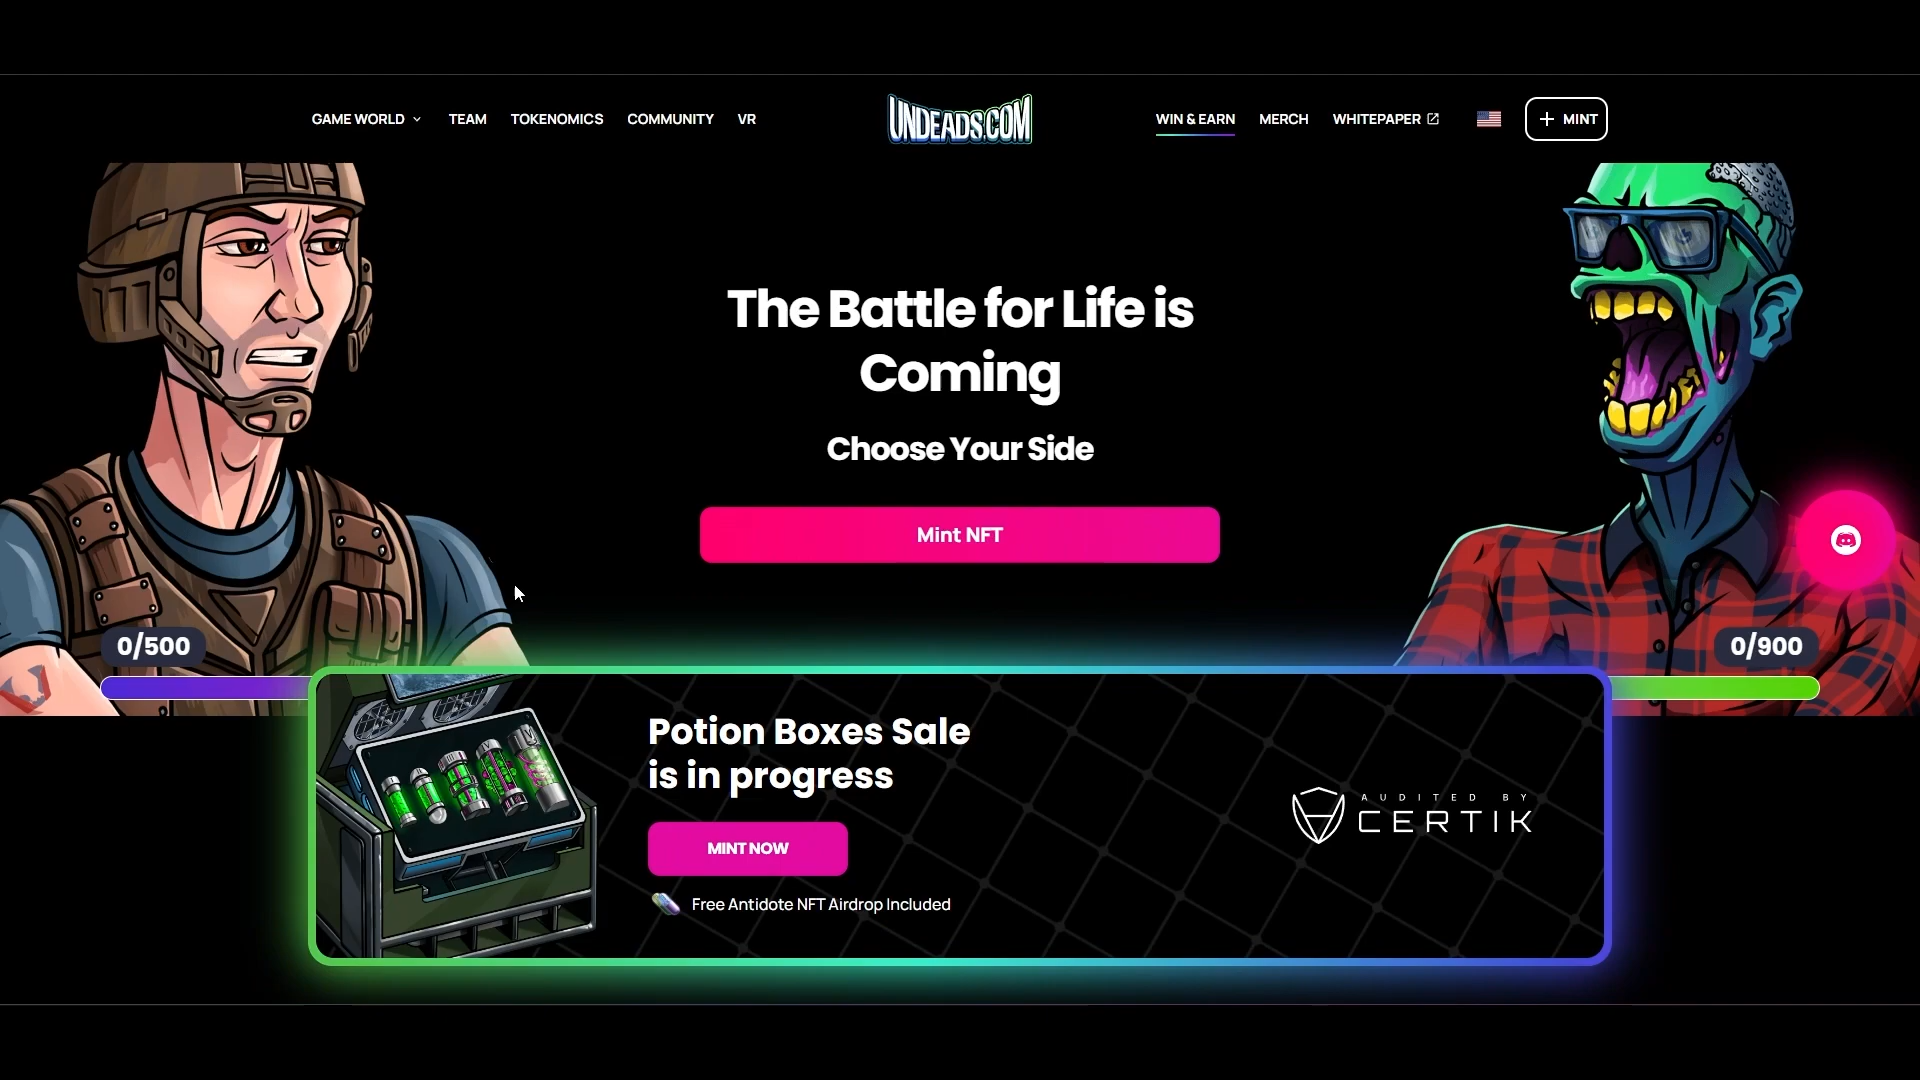 GAME WORLD TEAM TOKENOMICS COMMUNITY VR UNDEADS.COM WIN & EARN MERCH WHITEPAPER + MINT
The Battle for Life is
Coming
Choose Your Side
Mint NFT
0/500
0/900
Potion Boxes Sale
is in progress
MINT NOW
Free Antidote NFT Airdrop Included
AUDITED BY
CERTIK